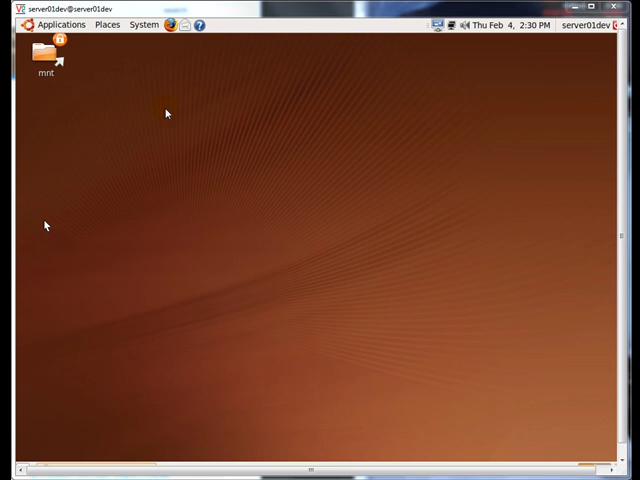 server01dev@server01dev
Applications Places System Thu Feb 4, 2:30 PM server01dev
mnt